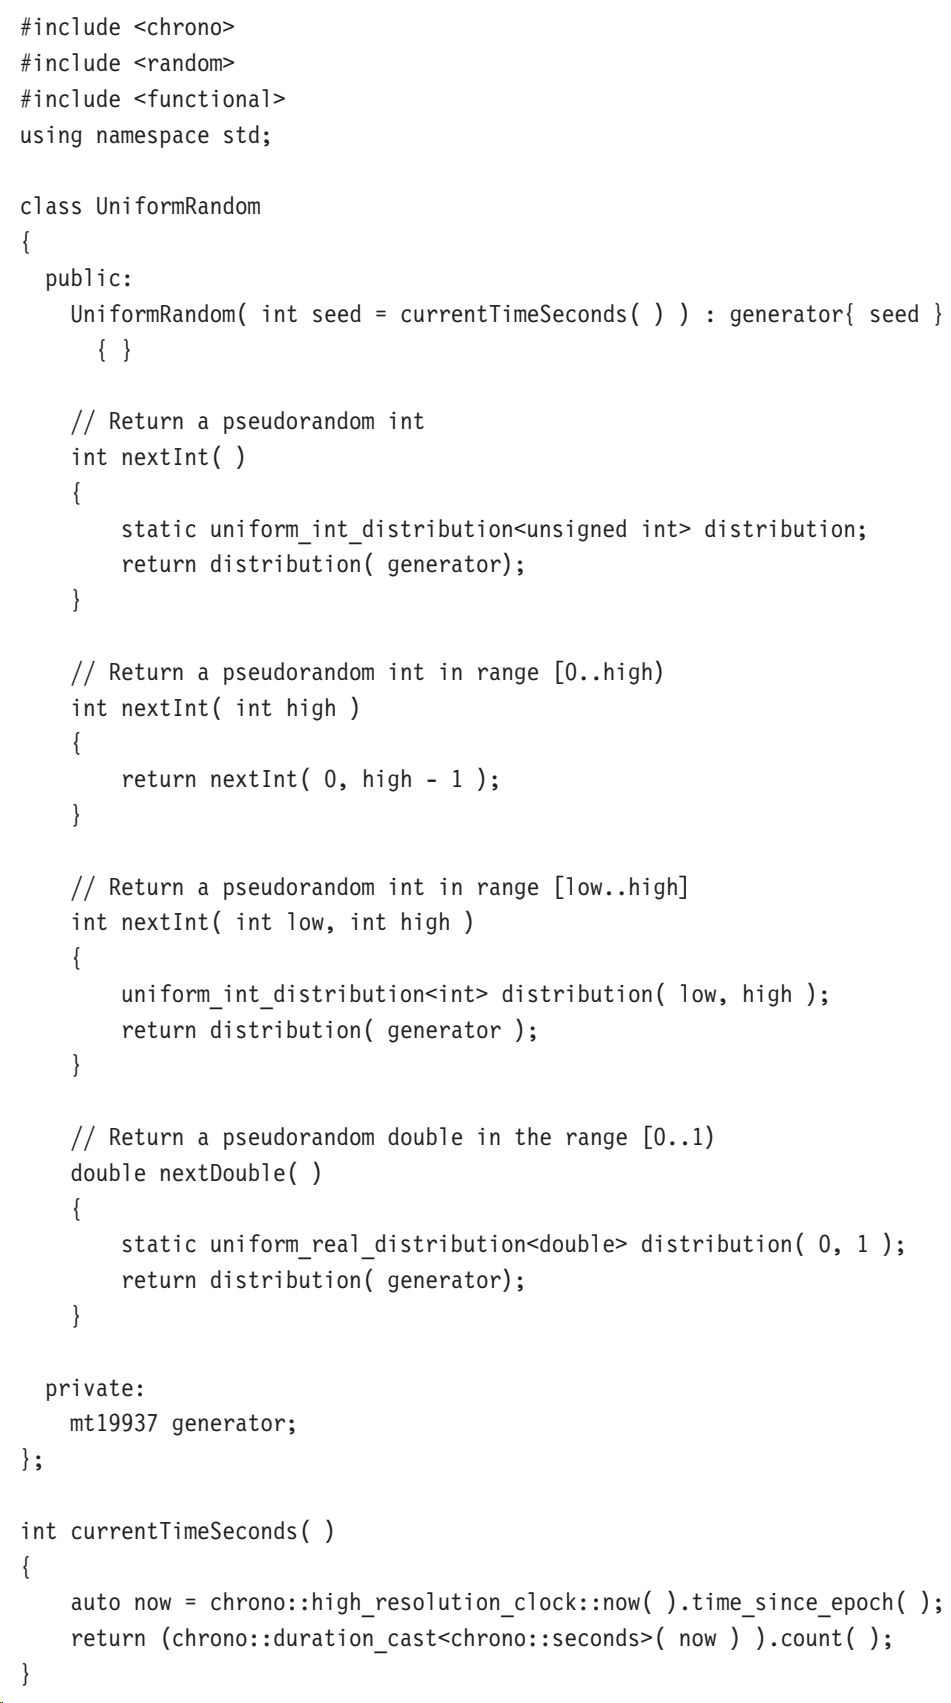 #include <chrono>
#include <random>
#include <functional>
using namespace std;

class UniformRandom
{
  public:
    UniformRandom( int seed = currentTimeSeconds( ) ) : generator{ seed }
      { }

    // Return a pseudorandom int
    int nextInt( )
    {
        static uniform_int_distribution<unsigned int> distribution;
        return distribution( generator);
    }

    // Return a pseudorandom int in range [0..high)
    int nextInt( int high )
    {
        return nextInt( 0, high - 1 );
    }

    // Return a pseudorandom int in range [low..high]
    int nextInt( int low, int high )
    {
        uniform_int_distribution<int> distribution( low, high );
        return distribution( generator );
    }

    // Return a pseudorandom double in the range [0..1)
    double nextDouble( )
    {
        static uniform_real_distribution<double> distribution( 0, 1 );
        return distribution( generator);
    }

  private:
    mt19937 generator;
};

int currentTimeSeconds( )
{
    auto now = chrono::high_resolution_clock::now( ).time_since_epoch( );
    return (chrono::duration_cast<chrono::seconds>( now ) ).count( );
}